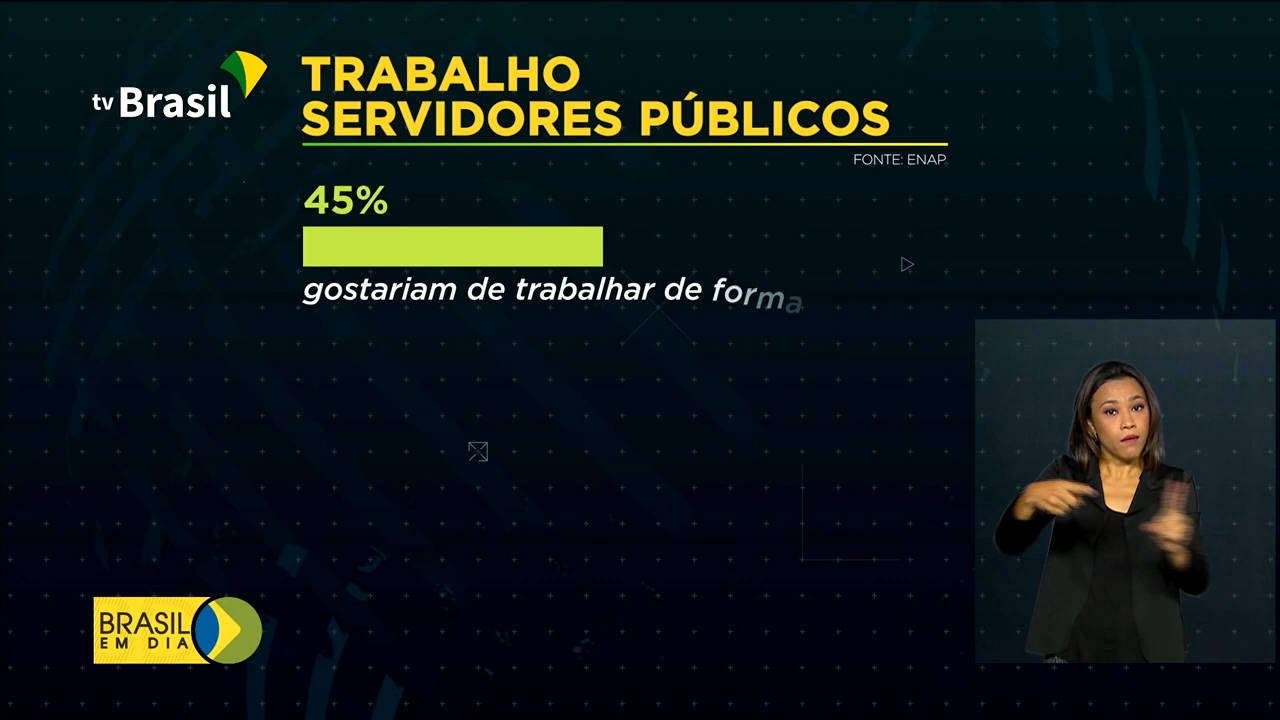 tv Brasil
TRABALHO
SERVIDORES PÚBLICOS
FONTE: ENAP
45%
gostariam de trabalhar de forma
BRASIL
EM DIA